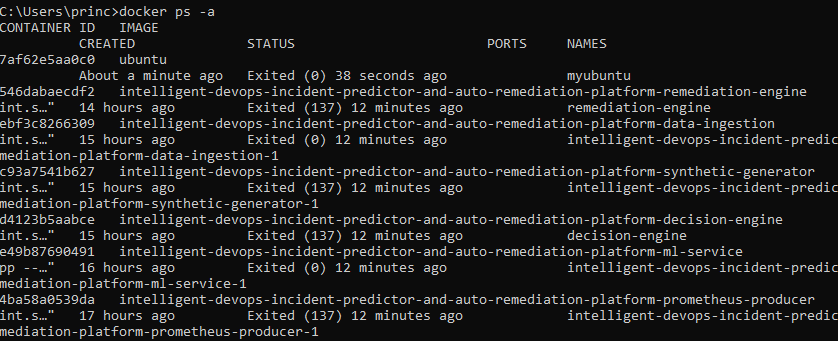 C:\Users\princ>docker ps -a
CONTAINER ID   IMAGE
          CREATED              STATUS                        PORTS     NAMES
7af62e5aa0c0   ubuntu
          About a minute ago   Exited (0) 38 seconds ago               myubuntu
546dabaecdf2   intelligent-devops-incident-predictor-and-auto-remediation-platform-remediation-engine
int.s…"   14 hours ago         Exited (137) 12 minutes ago             remediation-engine
ebf3c8266309   intelligent-devops-incident-predictor-and-auto-remediation-platform-data-ingestion
int.s…"   15 hours ago         Exited (0) 12 minutes ago               intelligent-devops-incident-predic
mediation-platform-data-ingestion-1
c93a7541b627   intelligent-devops-incident-predictor-and-auto-remediation-platform-synthetic-generator
int.s…"   15 hours ago         Exited (137) 12 minutes ago             intelligent-devops-incident-predic
mediation-platform-synthetic-generator-1
d4123b5aabce   intelligent-devops-incident-predictor-and-auto-remediation-platform-decision-engine
int.s…"   15 hours ago         Exited (137) 12 minutes ago             decision-engine
e49b87690491   intelligent-devops-incident-predictor-and-auto-remediation-platform-ml-service
pp --…"   16 hours ago         Exited (0) 12 minutes ago               intelligent-devops-incident-predic
mediation-platform-ml-service-1
4ba58a0539da   intelligent-devops-incident-predictor-and-auto-remediation-platform-prometheus-producer
int.s…"   17 hours ago         Exited (137) 12 minutes ago             intelligent-devops-incident-predic
mediation-platform-prometheus-producer-1